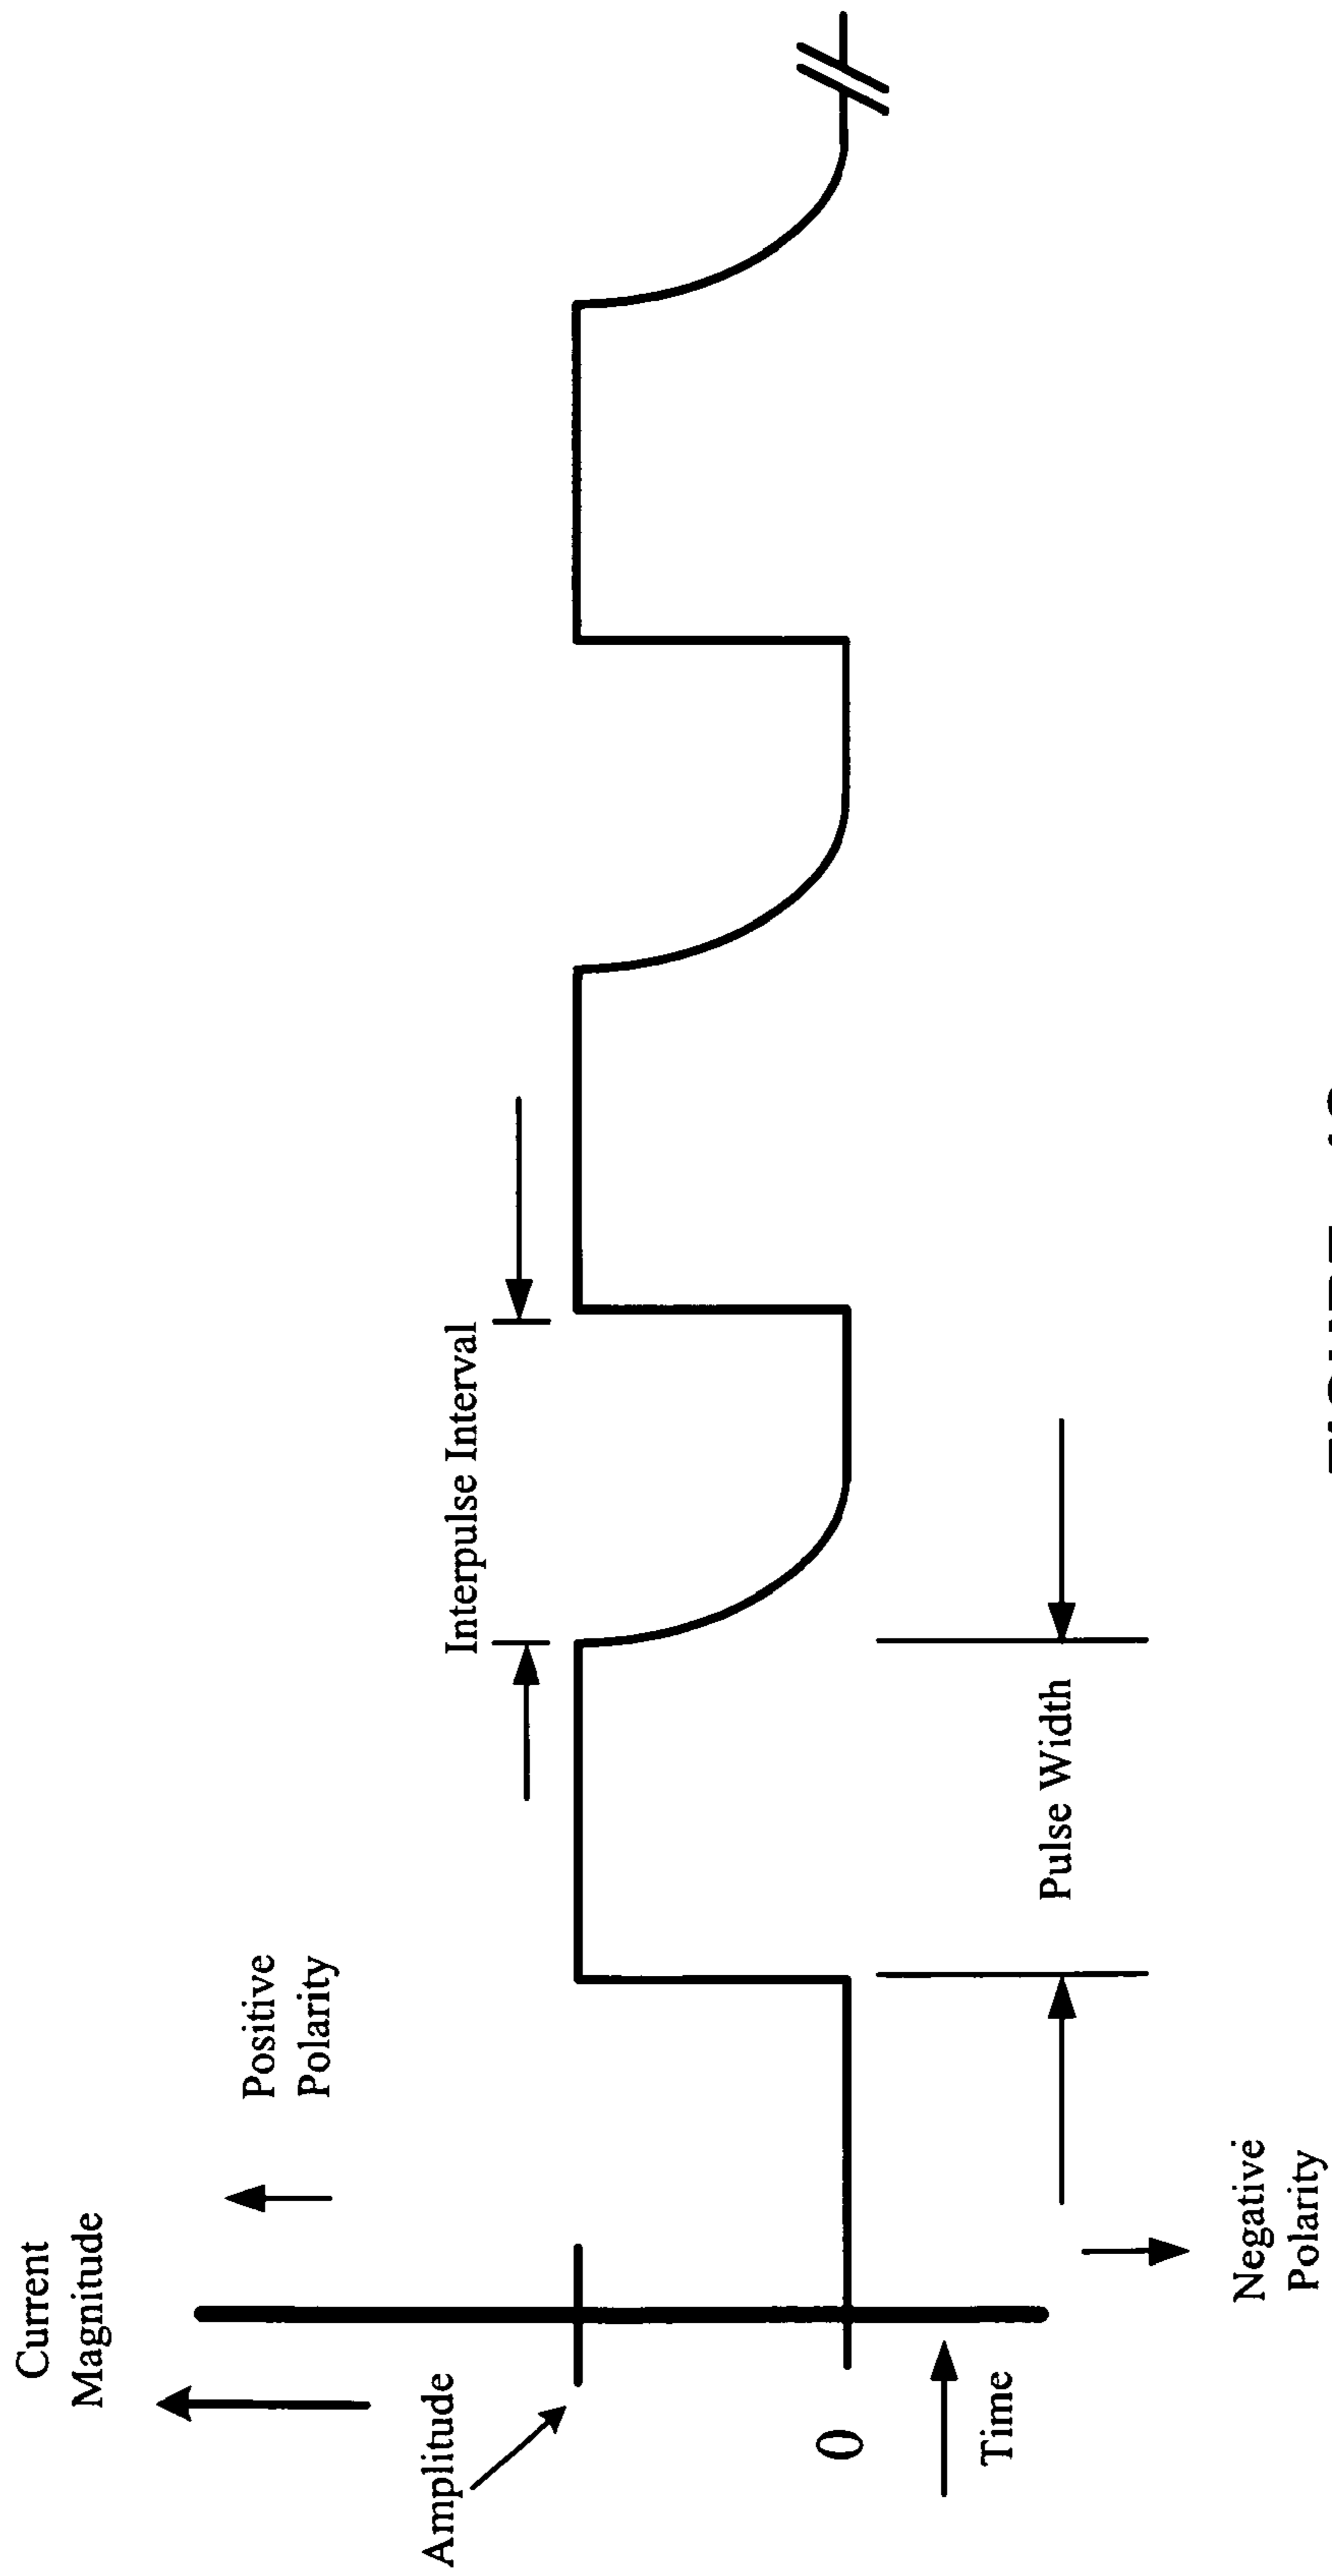 Current
Magnitude
Positive
Polarity
Amplitude
Interpulse Interval
0
Time
Pulse Width
Negative
Polarity